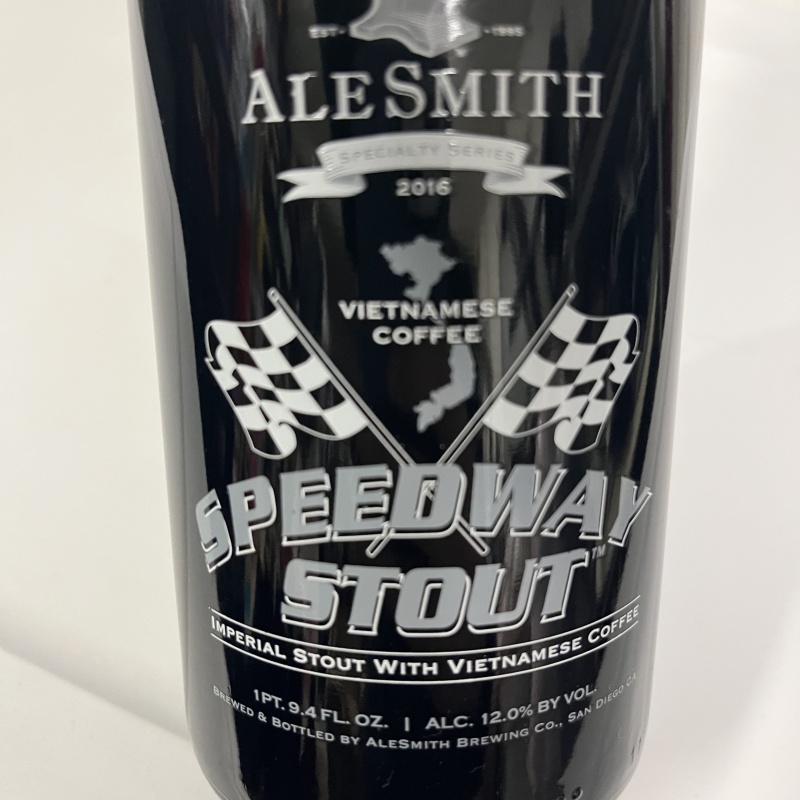 EST. 1995
ALESMITH
SPECIALTY SERIES
2016
VIETNAMESE
COFFEE
SPEEDWAY
STOUT™
IMPERIAL STOUT WITH VIETNAMESE COFFEE
1PT. 9.4 FL. OZ. | ALC. 12.0% BY VOL.
BREWED & BOTTLED BY ALESMITH BREWING CO., SAN DIEGO CA